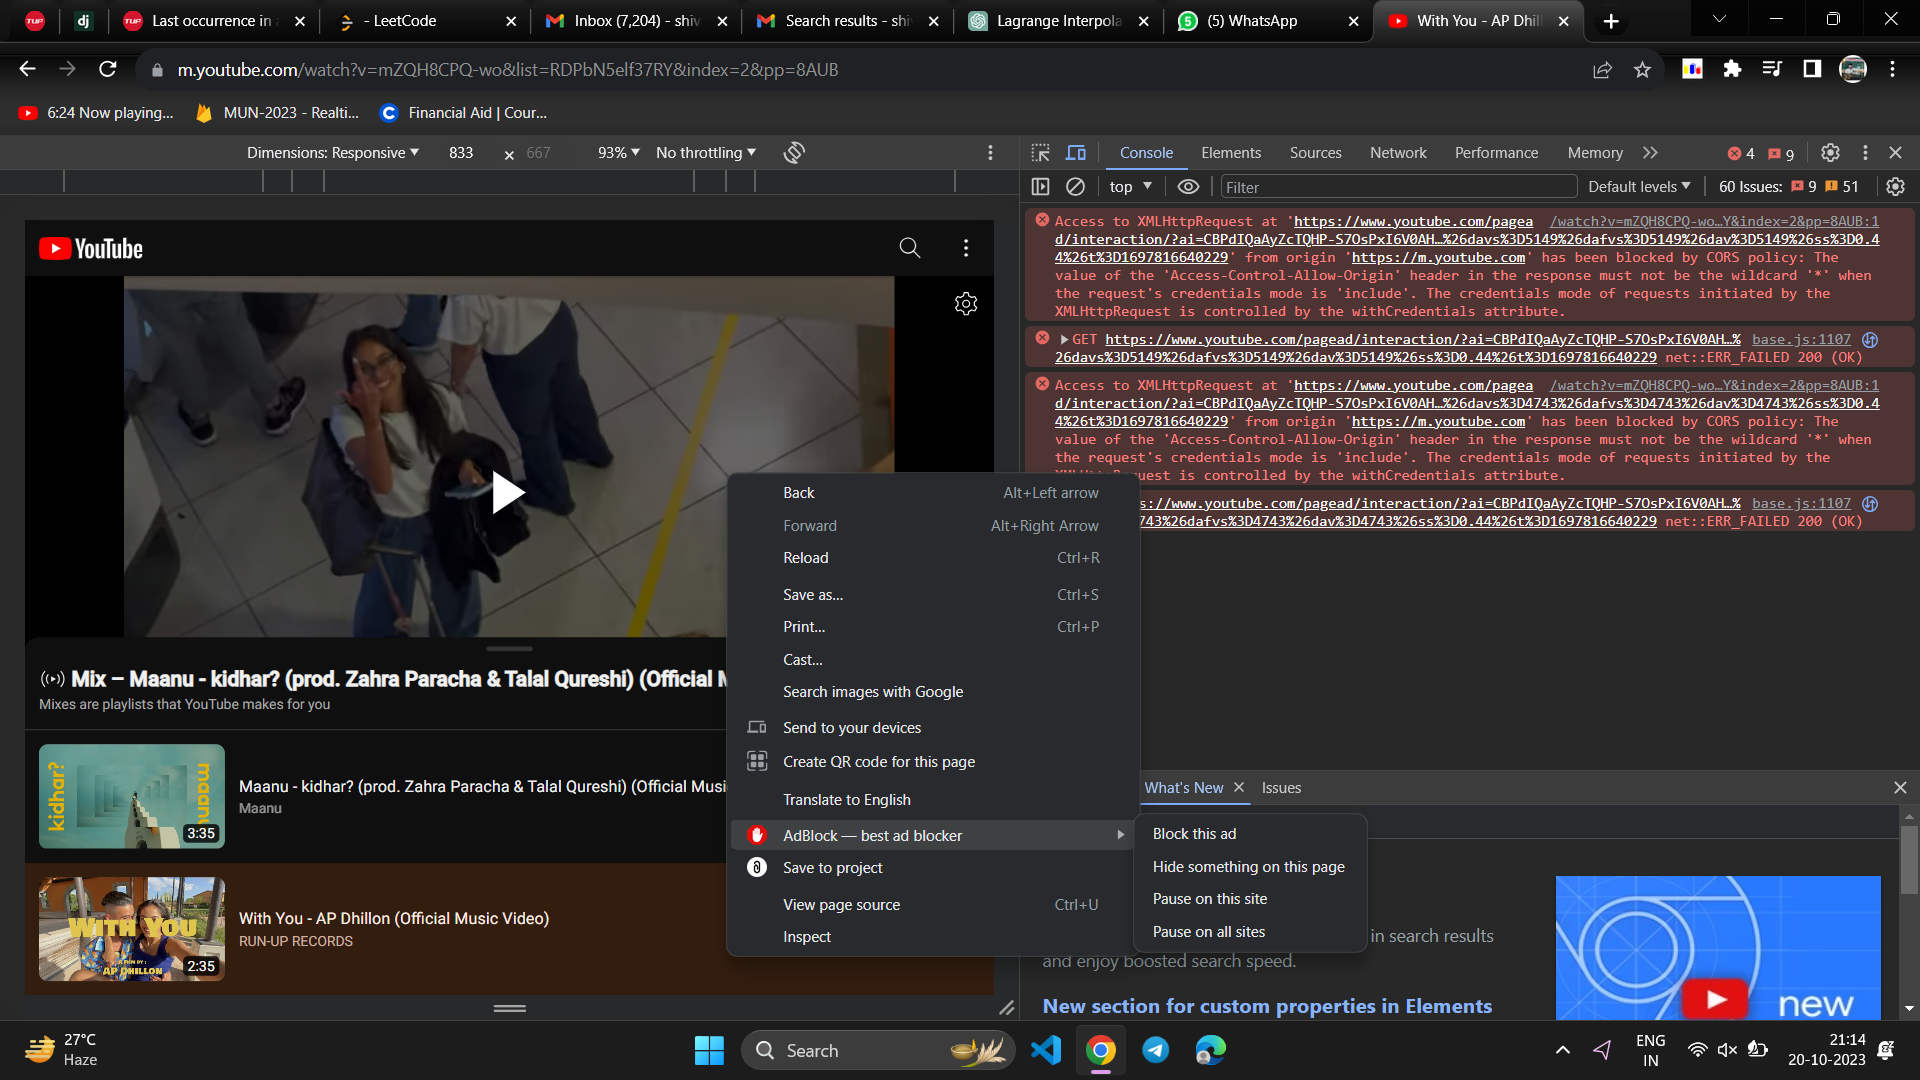 Last occurrence in
- LeetCode
Inbox (7,204) - shiv
Search results - shi
Lagrange Interpola
(5) WhatsApp
With You - AP Dhil
m.youtube.com/watch?v=mZQH8CPQ-wo&list=RDPbN5elf37RY&index=2&pp=8AUB
6:24 Now playing...
MUN-2023 - Realti...
Financial Aid | Cour...
Dimensions: Responsive
833
×
667
93%
No throttling
Console
Elements
Sources
Network
Performance
Memory
4
9
top
Filter
Default levels
60 Issues:
9
51
YouTube
Access to XMLHttpRequest at 'https://www.youtube.com/pagea /watch?v=mZQH8CPQ-wo…Y&index=2&pp=8AUB:1
d/interaction/?ai=CBPdIQaAyZcTQHP-S7OsPxI6V0AH…%26davs%3D5149%26dafvs%3D5149%26dav%3D5149%26ss%3D0.4
4%26t%3D1697816640229' from origin 'https://m.youtube.com' has been blocked by CORS policy: The
value of the 'Access-Control-Allow-Origin' header in the response must not be the wildcard '*' when
the request's credentials mode is 'include'. The credentials mode of requests initiated by the
XMLHttpRequest is controlled by the withCredentials attribute.
GET https://www.youtube.com/pagead/interaction/?ai=CBPdIQaAyZcTQHP-S7OsPxI6V0AH…% base.js:1107
26davs%3D5149%26dafvs%3D5149%26dav%3D5149%26ss%3D0.44%26t%3D1697816640229 net::ERR_FAILED 200 (OK)
Access to XMLHttpRequest at 'https://www.youtube.com/pagea /watch?v=mZQH8CPQ-wo…Y&index=2&pp=8AUB:1
d/interaction/?ai=CBPdIQaAyZcTQHP-S7OsPxI6V0AH…%26davs%3D4743%26dafvs%3D4743%26dav%3D4743%26ss%3D0.4
4%26t%3D1697816640229' from origin 'https://m.youtube.com' has been blocked by CORS policy: The
value of the 'Access-Control-Allow-Origin' header in the response must not be the wildcard '*' when
the request's credentials mode is 'include'. The credentials mode of requests initiated by the
XMLHttpRequest is controlled by the withCredentials attribute.
s://www.youtube.com/pagead/interaction/?ai=CBPdIQaAyZcTQHP-S7OsPxI6V0AH…% base.js:1107
743%26dafvs%3D4743%26dav%3D4743%26ss%3D0.44%26t%3D1697816640229 net::ERR_FAILED 200 (OK)
Back Alt+Left arrow
Forward Alt+Right Arrow
Reload Ctrl+R
Save as... Ctrl+S
Print... Ctrl+P
Cast...
Search images with Google
Send to your devices
Create QR code for this page
Translate to English
AdBlock — best ad blocker
Save to project
View page source Ctrl+U
Inspect
Block this ad
Hide something on this page
Pause on this site
Pause on all sites
Mix – Maanu - kidhar? (prod. Zahra Paracha & Talal Qureshi) (Official M
Mixes are playlists that YouTube makes for you
kidhar?
maanu
3:35
Maanu - kidhar? (prod. Zahra Paracha & Talal Qureshi) (Official Musi
Maanu
WITH YOU
AP DHILLON
2:35
With You - AP Dhillon (Official Music Video)
RUN-UP RECORDS
What's New
Issues
in search results
and enjoy boosted search speed.
New section for custom properties in Elements
new
27°C
Haze
Search
ENG
IN
21:14
20-10-2023